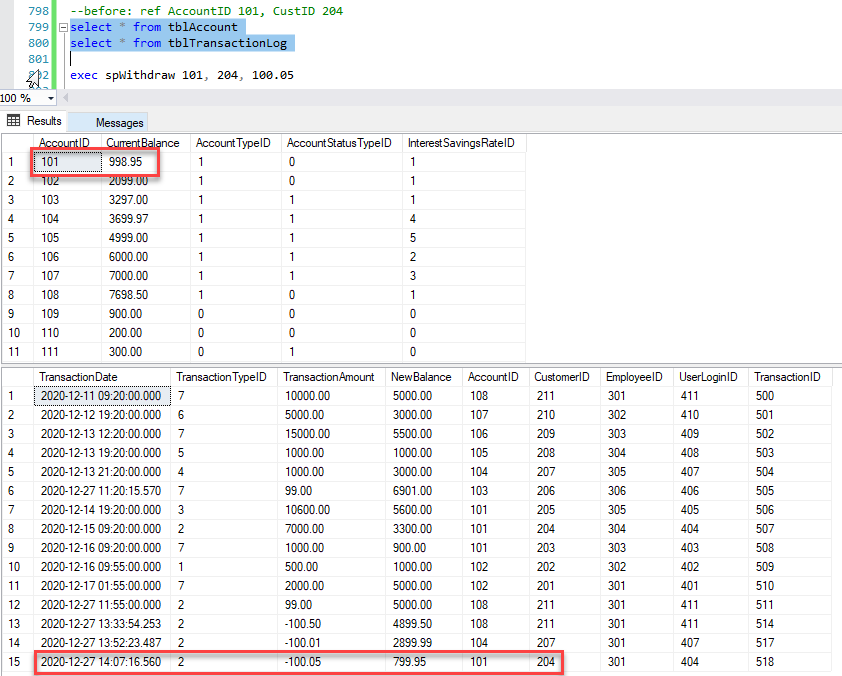 798 --before: ref AccountID 101, CustID 204
799 select * from tblAccount
800 select * from tblTransactionLog
801
802 exec spWithdraw 101, 204, 100.05
100 %
Results Messages
AccountID CurrentBalance AccountTypeID AccountStatusTypeID InterestSavingsRateID
1 101 998.95 1 0 1
2 102 2099.00 1 0 1
3 103 3297.00 1 1 1
4 104 3699.97 1 1 4
5 105 4999.00 1 1 5
6 106 6000.00 1 1 2
7 107 7000.00 1 1 3
8 108 7698.50 1 0 1
9 109 900.00 0 0 0
10 110 200.00 0 0 0
11 111 300.00 0 1 0
TransactionDate TransactionTypeID TransactionAmount NewBalance AccountID CustomerID EmployeeID UserLoginID TransactionID
1 2020-12-11 09:20:00.000 7 10000.00 5000.00 108 211 301 411 500
2 2020-12-12 19:20:00.000 6 5000.00 3000.00 107 210 302 410 501
3 2020-12-13 12:20:00.000 7 15000.00 5500.00 106 209 303 409 502
4 2020-12-13 19:20:00.000 5 1000.00 1000.00 105 208 304 408 503
5 2020-12-13 21:20:00.000 4 1000.00 3000.00 104 207 305 407 504
6 2020-12-27 11:20:15.570 7 99.00 6901.00 103 206 306 406 505
7 2020-12-14 19:20:00.000 3 10600.00 5600.00 101 205 305 405 506
8 2020-12-15 09:20:00.000 2 7000.00 3300.00 101 204 304 404 507
9 2020-12-16 09:20:00.000 7 1000.00 900.00 101 203 303 403 508
10 2020-12-16 09:55:00.000 1 500.00 1000.00 102 202 302 402 509
11 2020-12-17 01:55:00.000 7 2000.00 5000.00 102 201 301 401 510
12 2020-12-27 11:55:00.000 2 99.00 5000.00 108 211 301 411 511
13 2020-12-27 13:33:54.253 2 -100.50 4899.50 108 211 301 411 514
14 2020-12-27 13:52:23.487 2 -100.01 2899.99 104 207 301 407 517
15 2020-12-27 14:07:16.560 2 -100.05 799.95 101 204 301 404 518